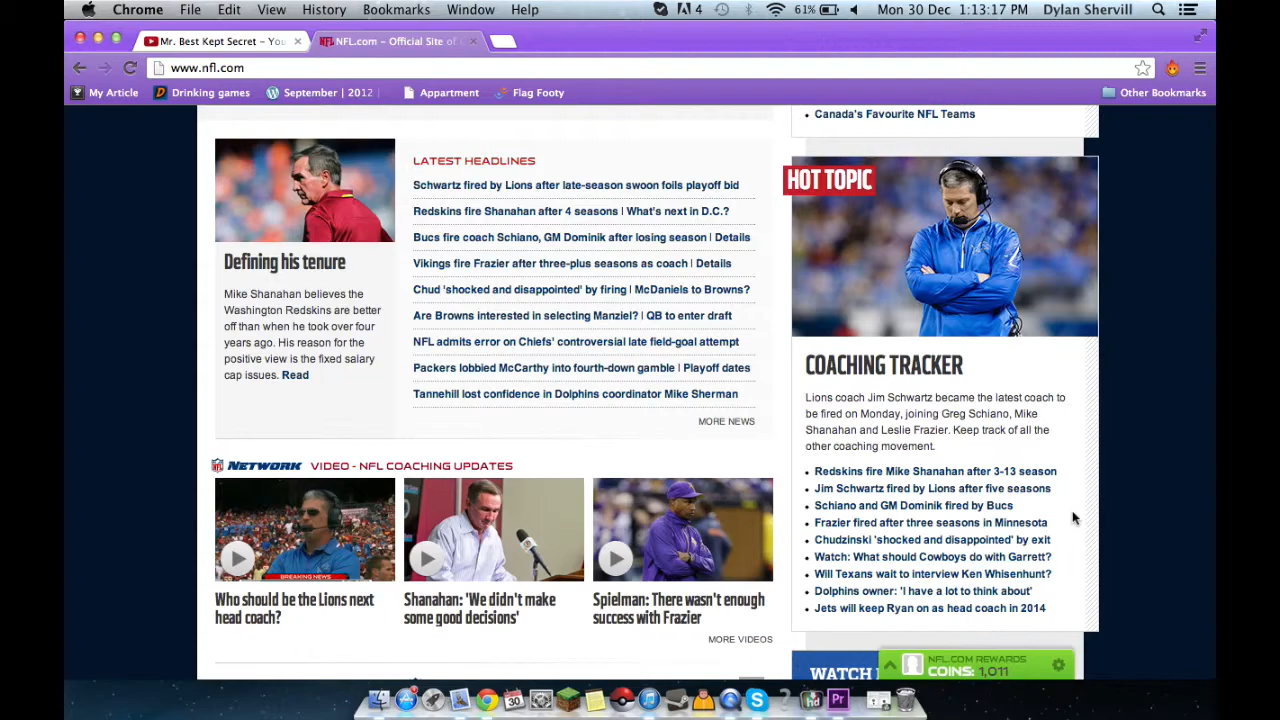 Chrome File Edit View History Bookmarks Window Help 4 61% Mon 30 Dec 1:13:17 PM Dylan Shervill
Mr. Best Kept Secret – You
NFL.com – Official Site of
www.nfl.com
My Article Drinking games September | 2012 Appartment Flag Footy Other Bookmarks
Defining his tenure
Mike Shanahan believes the
Washington Redskins are better
off than when he took over four
years ago. His reason for the
positive view is the fixed salary
cap issues. Read
LATEST HEADLINES
Schwartz fired by Lions after late-season swoon foils playoff bid
Redskins fire Shanahan after 4 seasons | What's next in D.C.?
Bucs fire coach Schiano, GM Dominik after losing season | Details
Vikings fire Frazier after three-plus seasons as coach | Details
Chud 'shocked and disappointed' by firing | McDaniels to Browns?
Are Browns interested in selecting Manziel? | QB to enter draft
NFL admits error on Chiefs' controversial late field-goal attempt
Packers lobbied McCarthy into fourth-down gamble | Playoff dates
Tannehill lost confidence in Dolphins coordinator Mike Sherman
MORE NEWS
NFL NETWORK VIDEO - NFL COACHING UPDATES
BREAKING NEWS
Who should be the Lions next
head coach?
Shanahan: 'We didn't make
some good decisions'
Spielman: There wasn't enough
success with Frazier
MORE VIDEOS
Canada's Favourite NFL Teams
HOT TOPIC
COACHING TRACKER
Lions coach Jim Schwartz became the latest coach to
be fired on Monday, joining Greg Schiano, Mike
Shanahan and Leslie Frazier. Keep track of all the
other coaching movement.
Redskins fire Mike Shanahan after 3-13 season
Jim Schwartz fired by Lions after five seasons
Schiano and GM Dominik fired by Bucs
Frazier fired after three seasons in Minnesota
Chudzinski 'shocked and disappointed' by exit
Watch: What should Cowboys do with Garrett?
Will Texans wait to interview Ken Whisenhunt?
Dolphins owner: 'I have a lot to think about'
Jets will keep Ryan on as head coach in 2014
WATCH
NFL.COM REWARDS
COINS: 1,011
30
hd
Pr